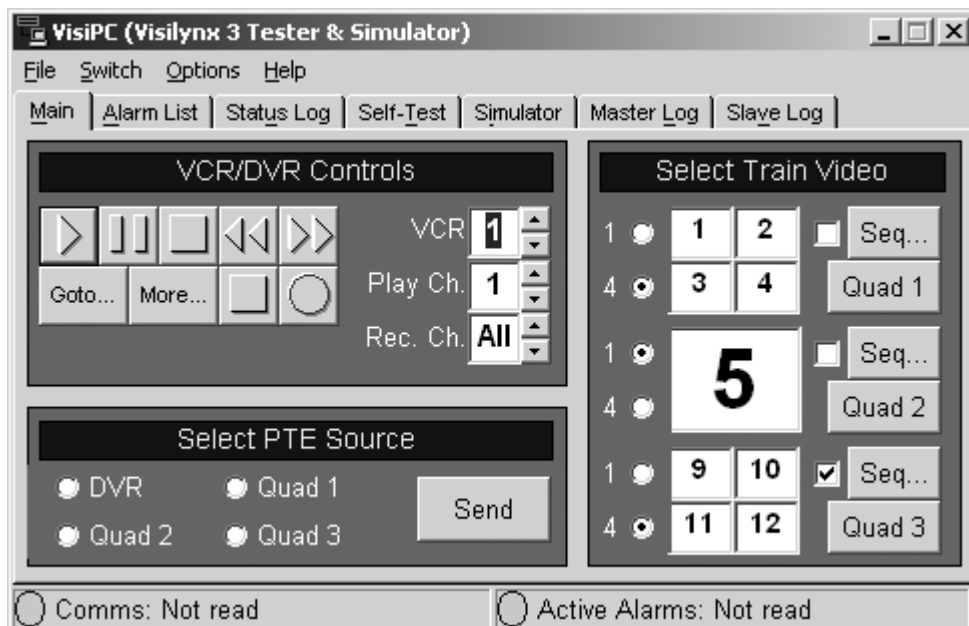 VisiPC (Visilynx 3 Tester & Simulator)
File Switch Options Help
Main Alarm List Status Log Self-Test Simulator Master Log Slave Log
VCR/DVR Controls
VCR 1
Play Ch. 1
Goto... More...
Rec. Ch. All
Select PTE Source
DVR Quad 1
Quad 2 Quad 3
Send
Select Train Video
1 1 2 Seq...
4 3 4 Quad 1
1 5 Seq...
4 Quad 2
1 9 10 Seq...
4 11 12 Quad 3
Comms: Not read Active Alarms: Not read